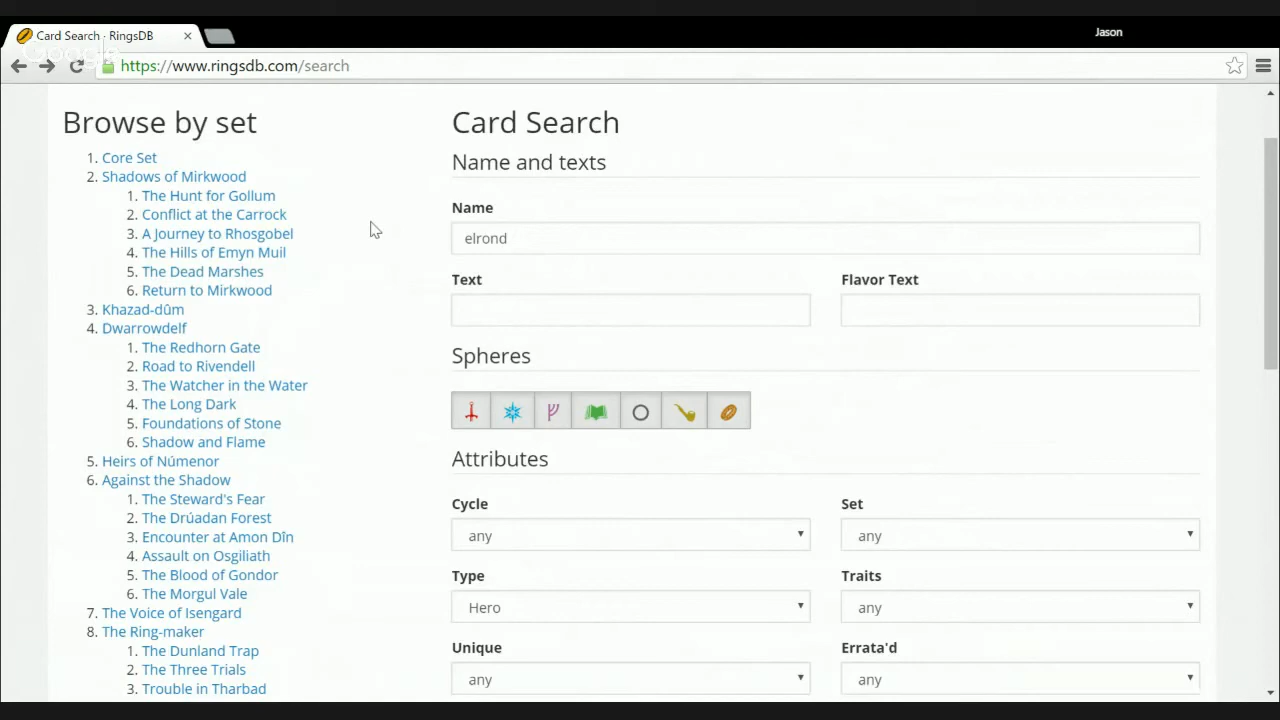 Card Search · RingsDB
Jason
Google
https://www.ringsdb.com/search
Browse by set
1. Core Set
2. Shadows of Mirkwood
1. The Hunt for Gollum
2. Conflict at the Carrock
3. A Journey to Rhosgobel
4. The Hills of Emyn Muil
5. The Dead Marshes
6. Return to Mirkwood
3. Khazad-dûm
4. Dwarrowdelf
1. The Redhorn Gate
2. Road to Rivendell
3. The Watcher in the Water
4. The Long Dark
5. Foundations of Stone
6. Shadow and Flame
5. Heirs of Númenor
6. Against the Shadow
1. The Steward's Fear
2. The Drúadan Forest
3. Encounter at Amon Dîn
4. Assault on Osgiliath
5. The Blood of Gondor
6. The Morgul Vale
7. The Voice of Isengard
8. The Ring-maker
1. The Dunland Trap
2. The Three Trials
3. Trouble in Tharbad
Card Search
Name and texts
Name
elrond
Text
Flavor Text
Spheres
Attributes
Cycle
Set
any
any
Type
Traits
Hero
any
Unique
Errata'd
any
any